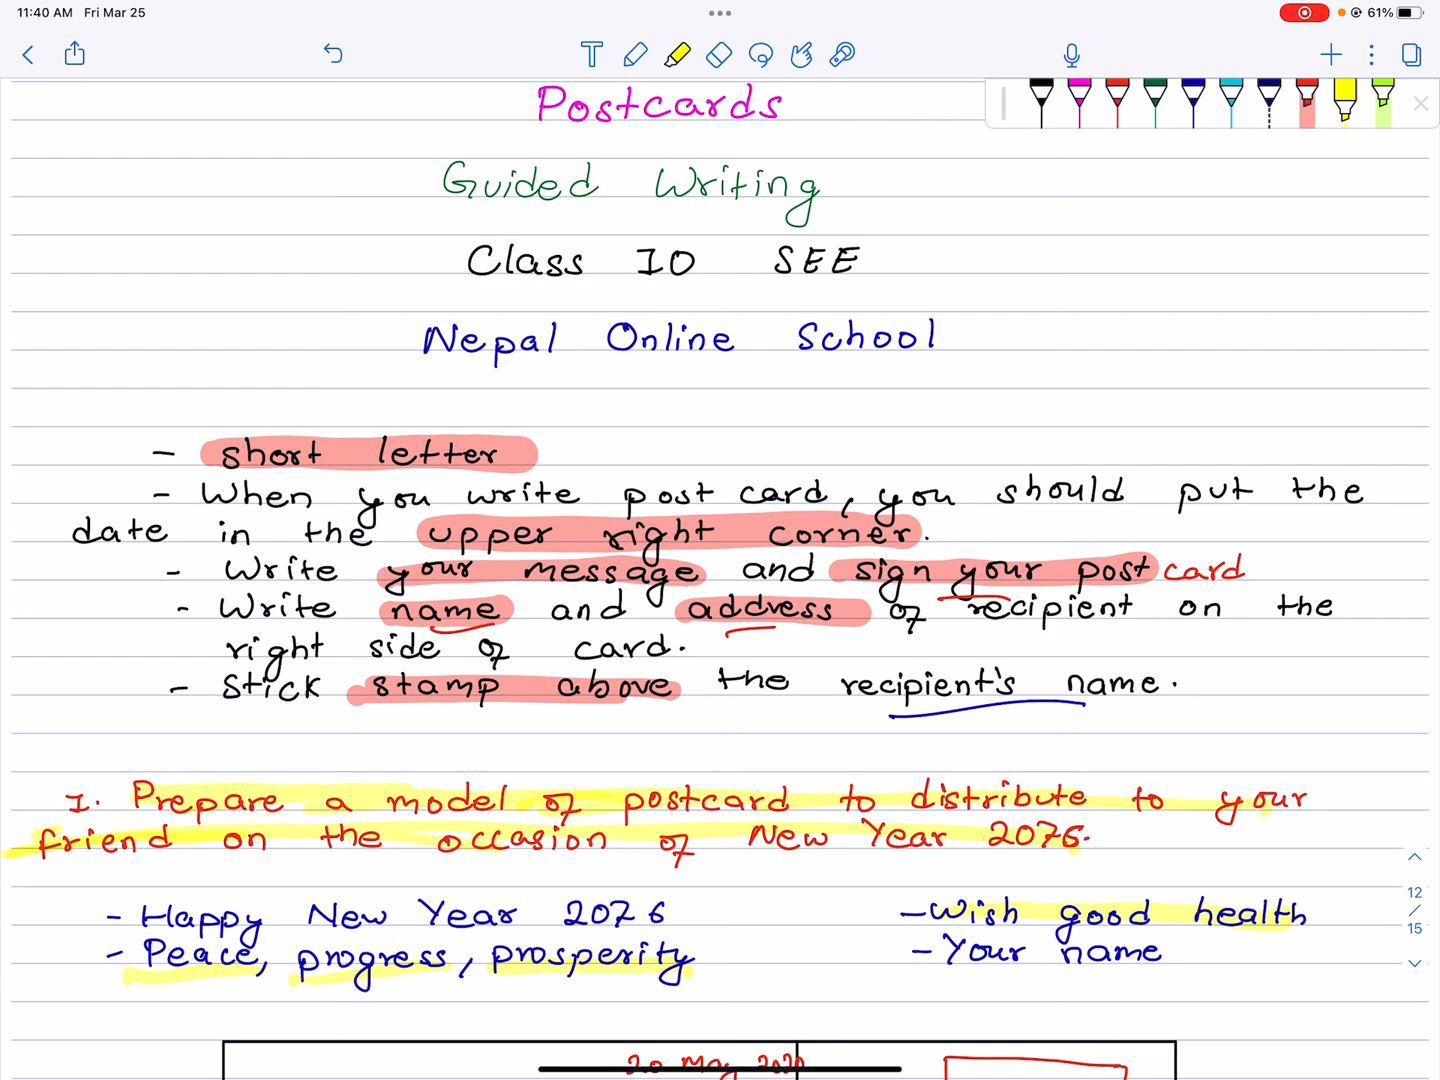 11:40 AM Fri Mar 25
61%
Postcards
Guided Writing
Class 10 SEE
Nepal Online School
- short letter
- When you write post card, you should put the
date in the upper right corner.
- Write your message and sign your post card
- Write name and address of recipient on the
right side of card.
- Stick stamp above the recipient's name.
1. Prepare a model of postcard to distribute to your
friend on the occasion of New Year 2076.
- Happy New Year 2076
- Peace, progress, prosperity
- Wish good health
- Your name
12
/
15
20 May 2020